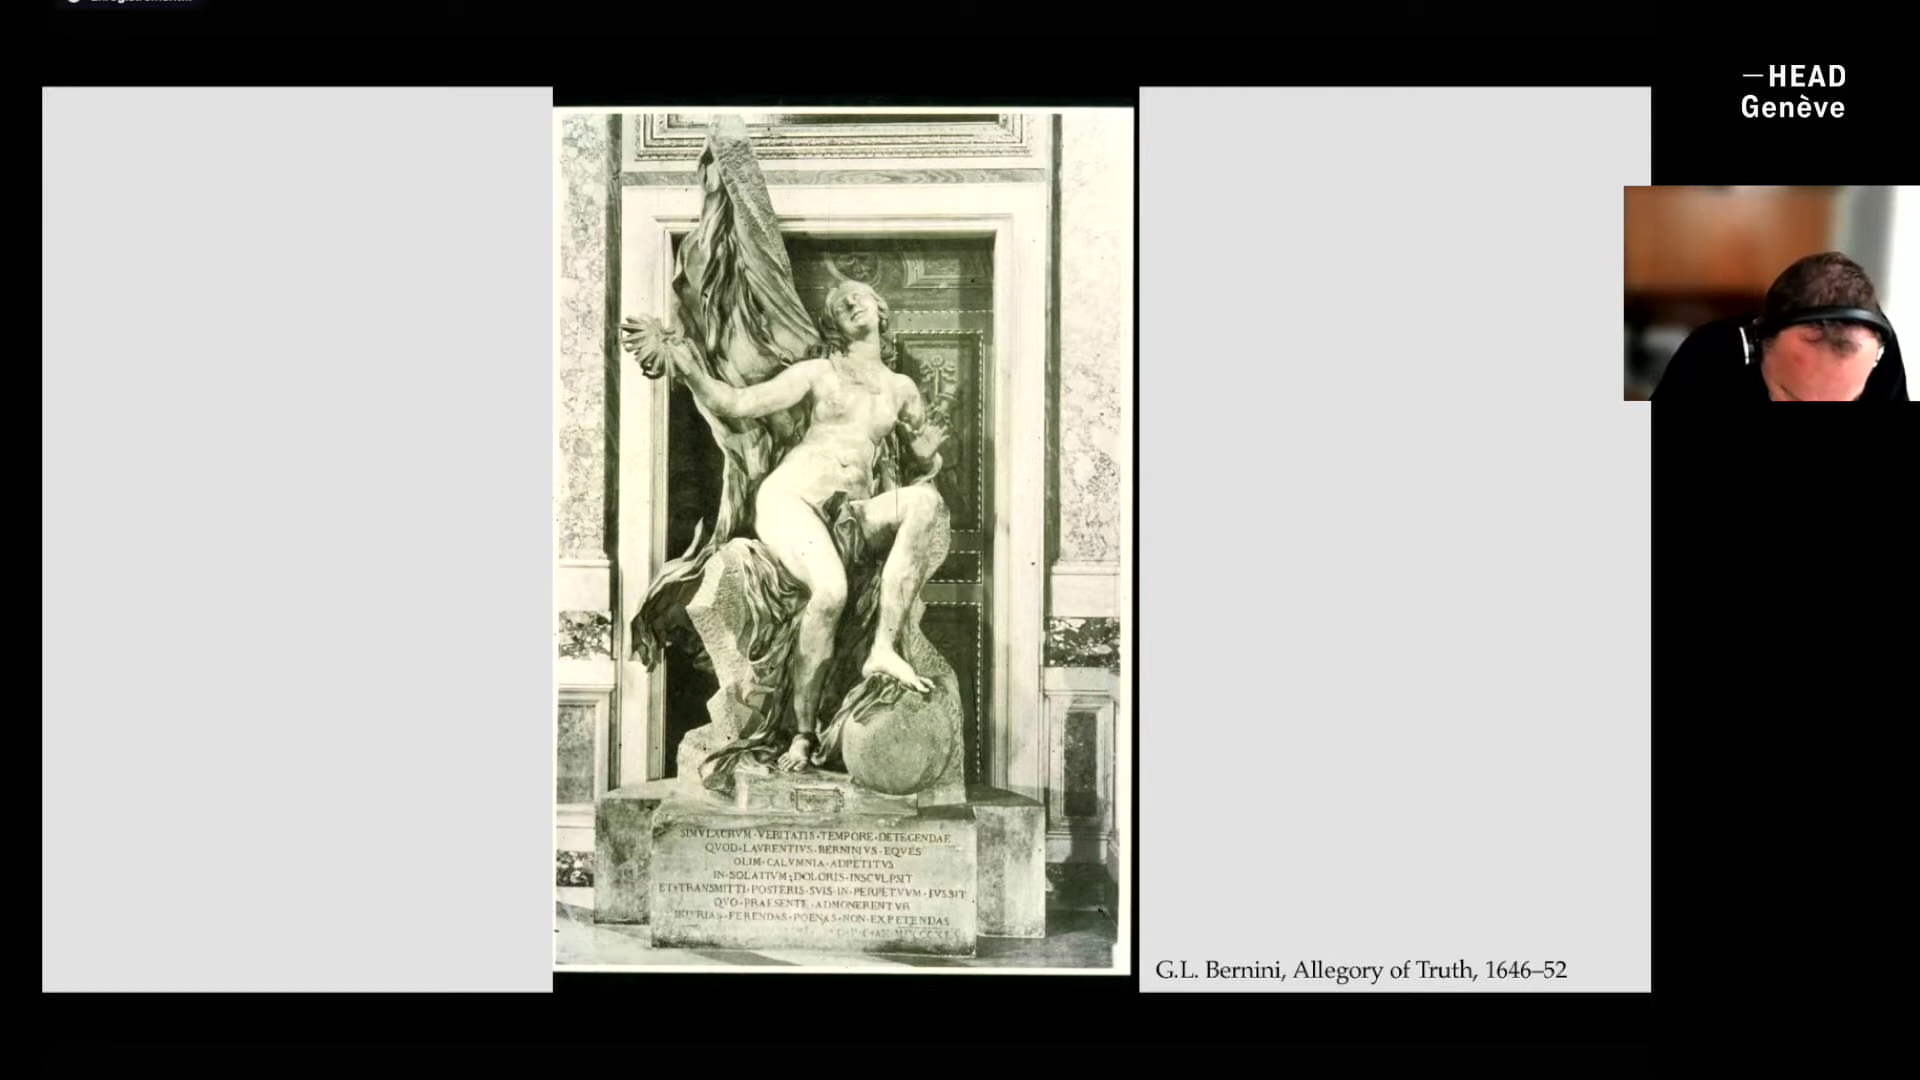 —HEAD
Genève
SIMVLACRVM·VERITATIS·TEMPORE·DETEGENDAE
QVOD·LAVRENTIVS·BERNINIVS·EQVES
OLIM·CALVMNIA·ADPETITVS
IN·SOLATIVM·DOLORIS·INSCVLPSIT
ET·TRANSMITTI·POSTERIS·SVIS·IN·PERPETVVM·IVSSIT
QVO·PRAESENTE·ADMONERENTVR
INIVRIAS·FERENDAS·POENAS·NON·EXPETENDAS
G.L. Bernini, Allegory of Truth, 1646–52